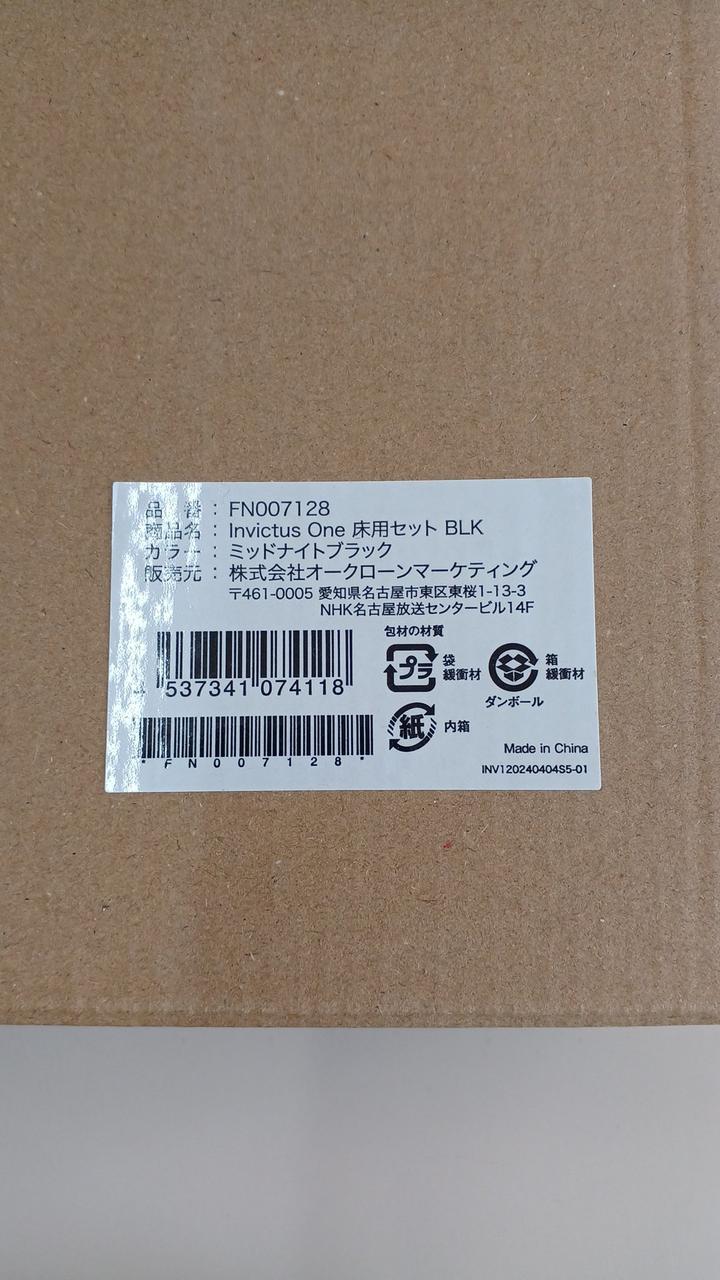 品 番 : FN007128
商品名 : Invictus One 床用セット BLK
カラー : ミッドナイトブラック
販売元 : 株式会社オークローンマーケティング
〒461-0005 愛知県名古屋市東区東桜1-13-3
NHK名古屋放送センタービル14F
包材の材質
プラ 袋 緩衝材
箱 緩衝材
ダンボール
4 537341 074118
紙 内箱
*FN007128*
Made in China
INV120240404S5-01